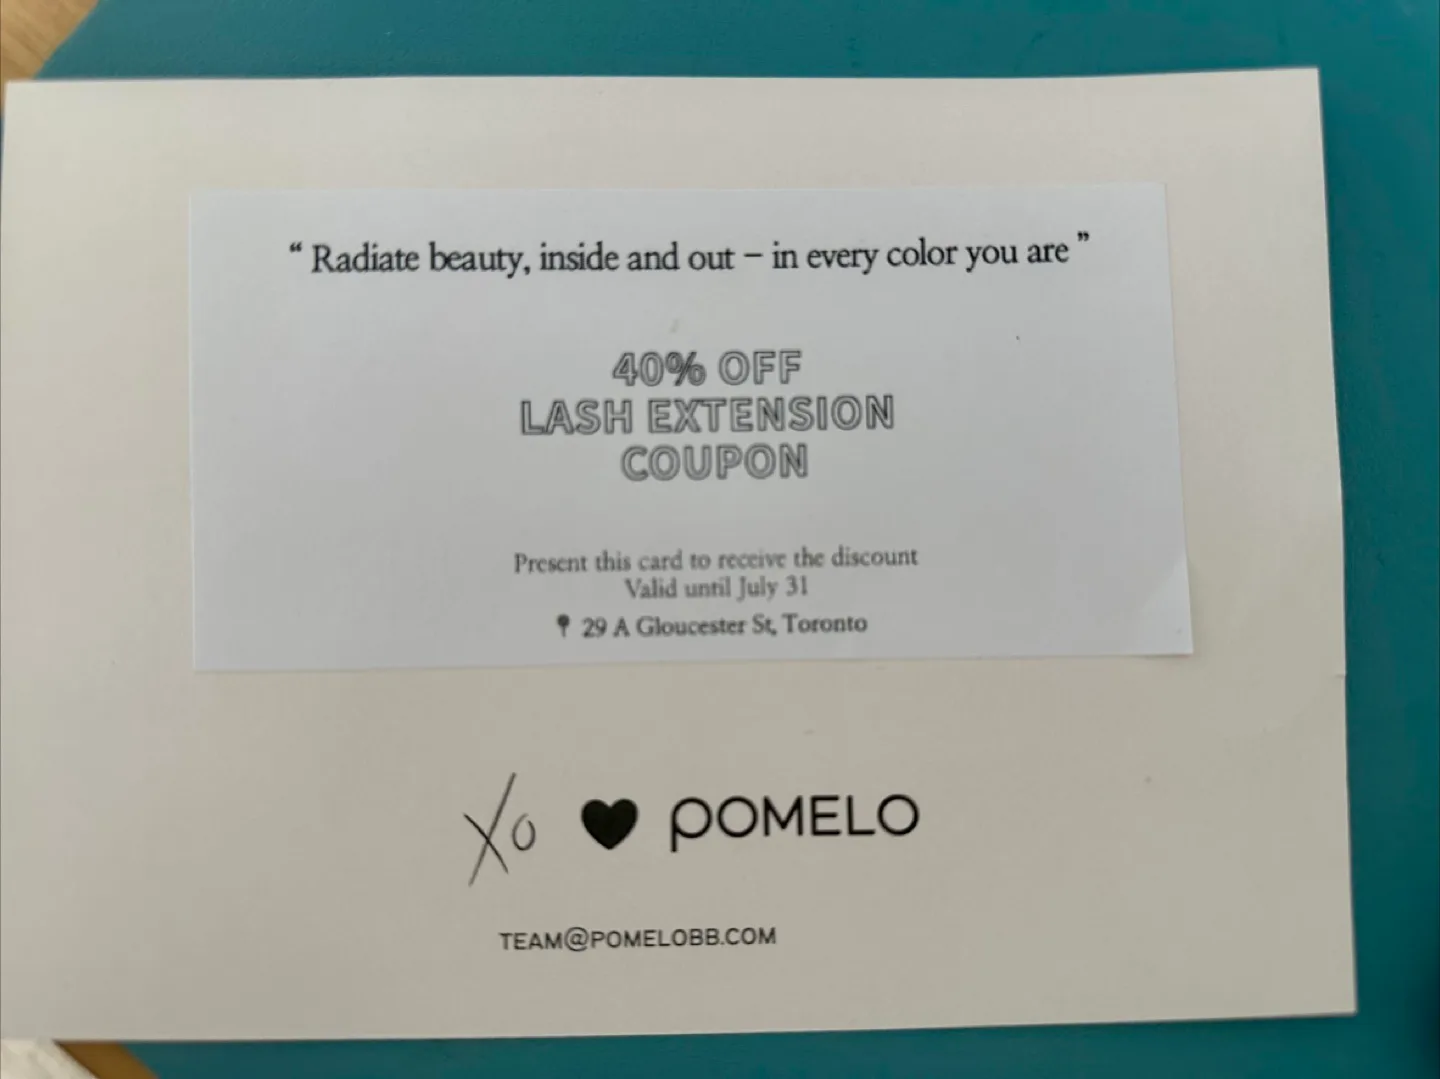 “ Radiate beauty, inside and out – in every color you are ”
40% OFF
LASH EXTENSION
COUPON
Present this card to receive the discount
Valid until July 31
29 A Gloucester St, Toronto
XO ♥ POMELO
TEAM@POMELOBB.COM